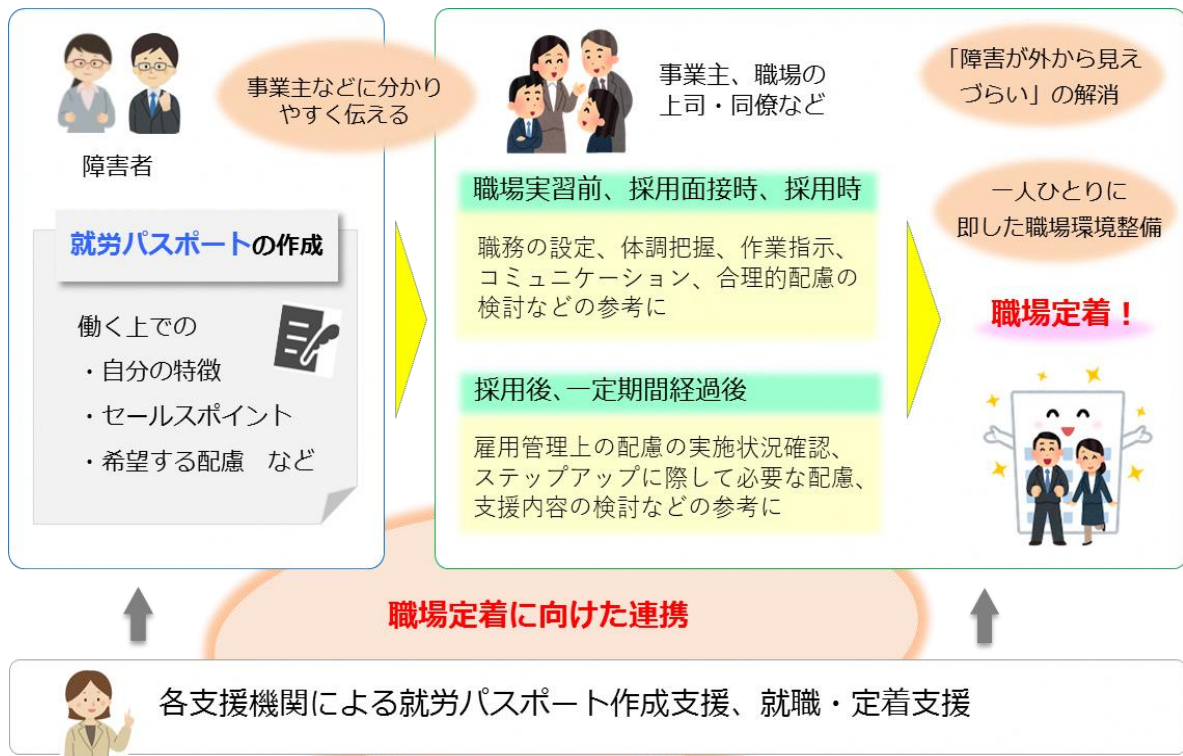 障害者
事業主などに分かり
やすく伝える
就労パスポートの作成
働く上での
・自分の特徴
・セールスポイント
・希望する配慮　など
事業主、職場の
上司・同僚など
職場実習前、採用面接時、採用時
職務の設定、体調把握、作業指示、
コミュニケーション、合理的配慮の
検討などの参考に
採用後、一定期間経過後
雇用管理上の配慮の実施状況確認、
ステップアップに際して必要な配慮、
支援内容の検討などの参考に
「障害が外から見え
づらい」の解消
一人ひとりに
即した職場環境整備
職場定着！
職場定着に向けた連携
各支援機関による就労パスポート作成支援、就職・定着支援